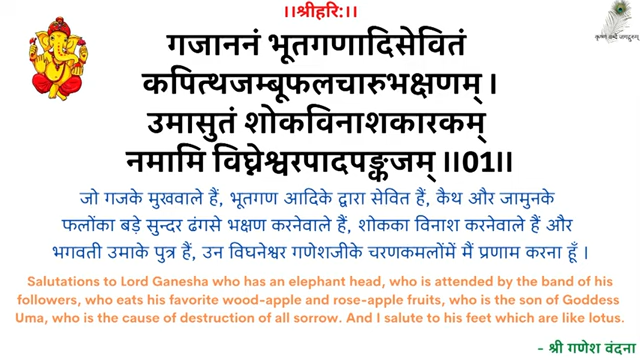 ।।श्रीहरि:।।
गजाननं भूतगणादिसेवितं
कपित्थजम्बूफलचारुभक्षणम् ।
उमासुतं शोकविनाशकारकम्
नमामि विघ्नेश्वरपादपङ्कजम् ।।01।।
जो गजके मुखवाले हैं, भूतगण आदिके द्वारा सेवित हैं, कैथ और जामुनके
फलोंका बड़े सुन्दर ढंगसे भक्षण करनेवाले हैं, शोकका विनाश करनेवाले हैं और
भगवती उमाके पुत्र हैं, उन विघनेश्वर गणेशजीके चरणकमलोंमें मैं प्रणाम करना हूँ ।
Salutations to Lord Ganesha who has an elephant head, who is attended by the band of his
followers, who eats his favorite wood-apple and rose-apple fruits, who is the son of Goddess
Uma, who is the cause of destruction of all sorrow. And I salute to his feet which are like lotus.
- श्री गणेश वंदना